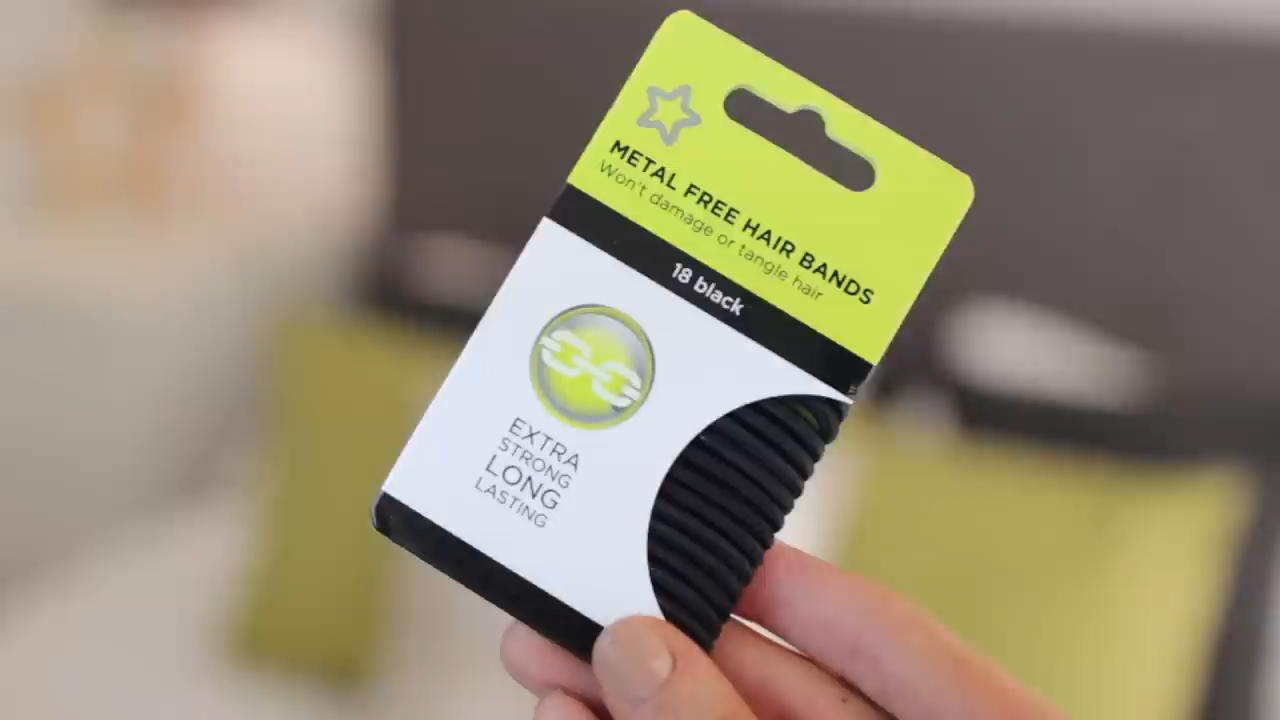 METAL FREE HAIR BANDS
Won't damage or tangle hair
18 black
EXTRA
STRONG
LONG
LASTING